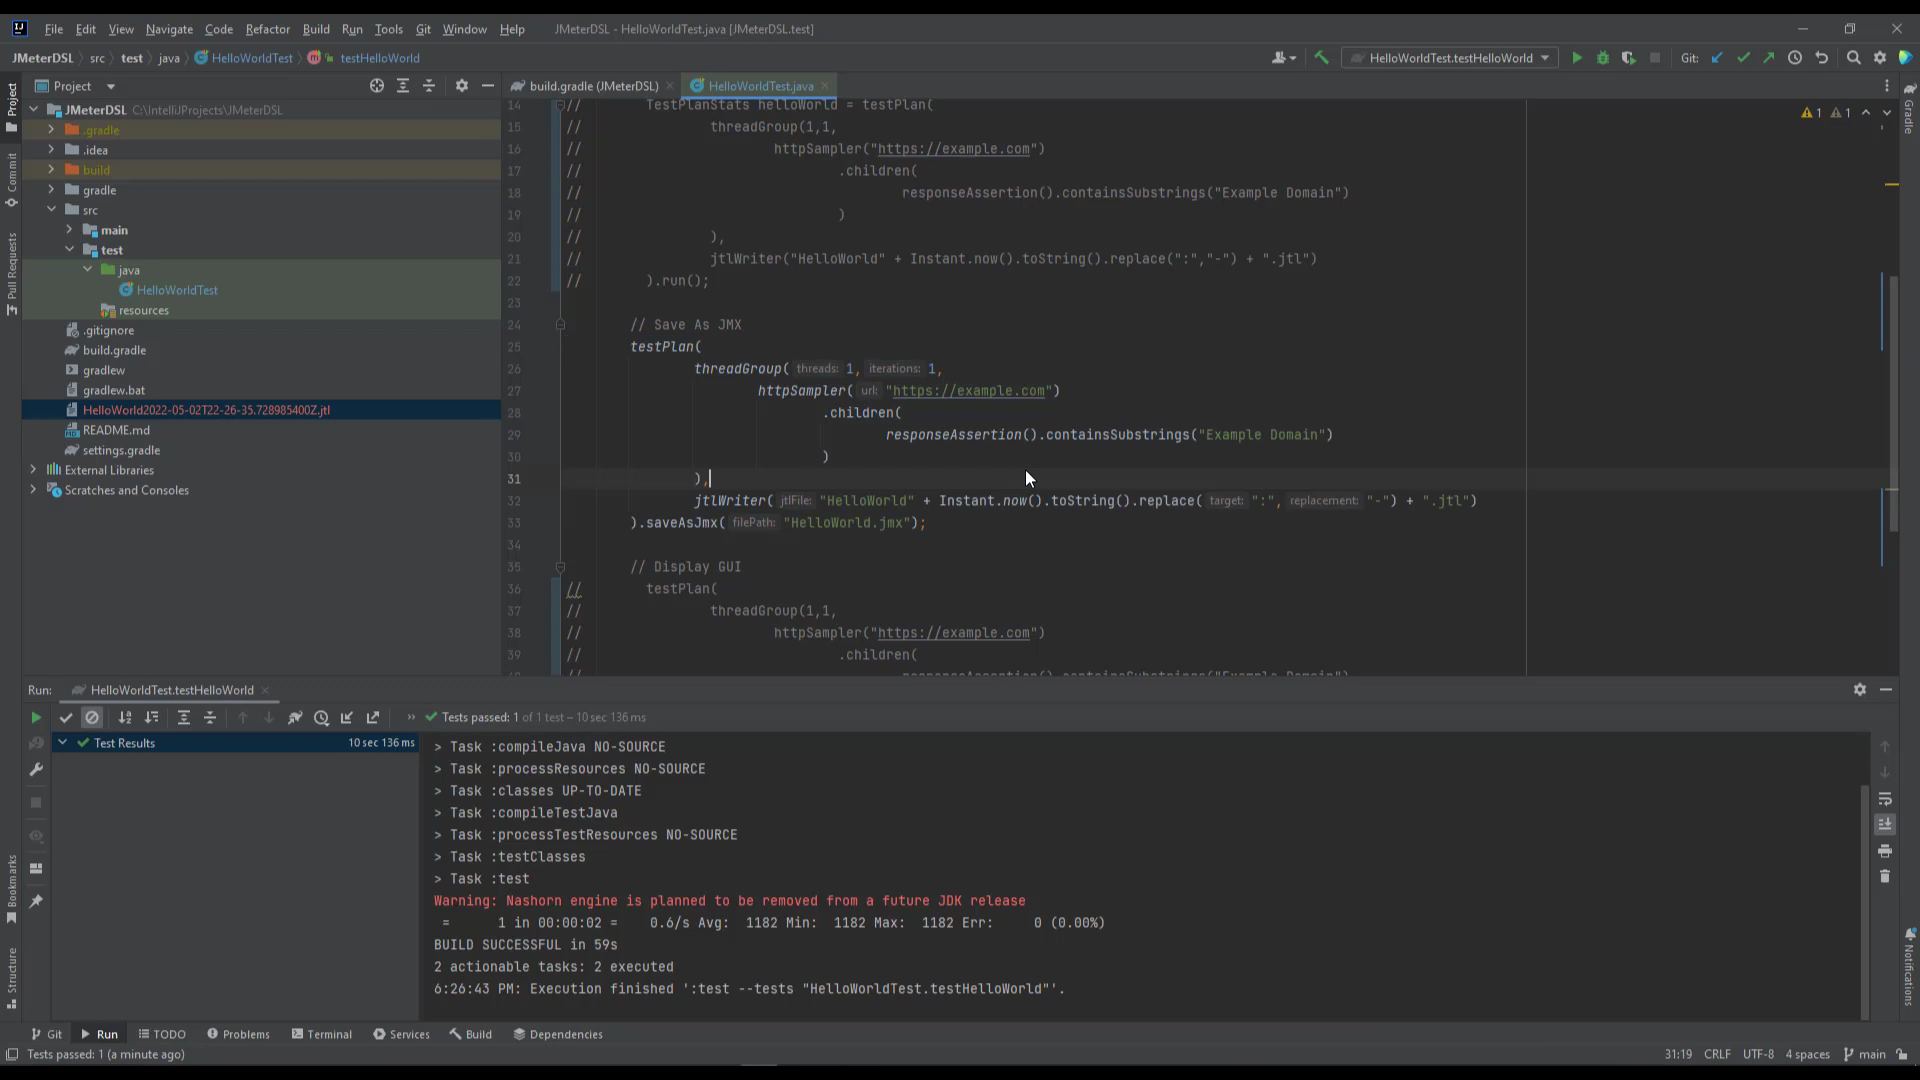 File Edit View Navigate Code Refactor Build Run Tools Git Window Help JMeterDSL - HelloWorldTest.java [JMeterDSL.test]
JMeterDSL src test java HelloWorldTest testHelloWorld HelloWorldTest.testHelloWorld Git:
Project
build.gradle (JMeterDSL) HelloWorldTest.java
JMeterDSL C:\IntelliJProjects\JMeterDSL
.gradle
.idea
build
gradle
src
main
test
java
HelloWorldTest
resources
.gitignore
build.gradle
gradlew
gradlew.bat
HelloWorld2022-05-02T22-26-35.728985400Z.jtl
README.md
settings.gradle
External Libraries
Scratches and Consoles
Project
Commit
Pull Requests
Bookmarks
Structure
14 // TestPlanStats helloWorld = testPlan(
15 // threadGroup(1,1,
16 // httpSampler("https://example.com")
17 // .children(
18 // responseAssertion().containsSubstrings("Example Domain")
19 // )
20 // ),
21 // jtlWriter("HelloWorld" + Instant.now().toString().replace(":","-") + ".jtl")
22 // ).run();
23
24 // Save As JMX
25 testPlan(
26 threadGroup( threads: 1, iterations: 1,
27 httpSampler( url: "https://example.com")
28 .children(
29 responseAssertion().containsSubstrings("Example Domain")
30 )
31 ),
32 jtlWriter( jtlFile: "HelloWorld" + Instant.now().toString().replace( target: ":", replacement: "-") + ".jtl")
33 ).saveAsJmx( filePath: "HelloWorld.jmx");
34
35 // Display GUI
36 // testPlan(
37 // threadGroup(1,1,
38 // httpSampler("https://example.com")
39 // .children(
1 1
Gradle
Notifications
Run: HelloWorldTest.testHelloWorld
Tests passed: 1 of 1 test – 10 sec 136 ms
Test Results 10 sec 136 ms
> Task :compileJava NO-SOURCE
> Task :processResources NO-SOURCE
> Task :classes UP-TO-DATE
> Task :compileTestJava
> Task :processTestResources NO-SOURCE
> Task :testClasses
> Task :test
Warning: Nashorn engine is planned to be removed from a future JDK release
= 1 in 00:00:02 = 0.6/s Avg: 1182 Min: 1182 Max: 1182 Err: 0 (0.00%)
BUILD SUCCESSFUL in 59s
2 actionable tasks: 2 executed
6:26:43 PM: Execution finished ':test --tests "HelloWorldTest.testHelloWorld"'.
Git Run TODO Problems Terminal Services Build Dependencies
Tests passed: 1 (a minute ago) 31:19 CRLF UTF-8 4 spaces main